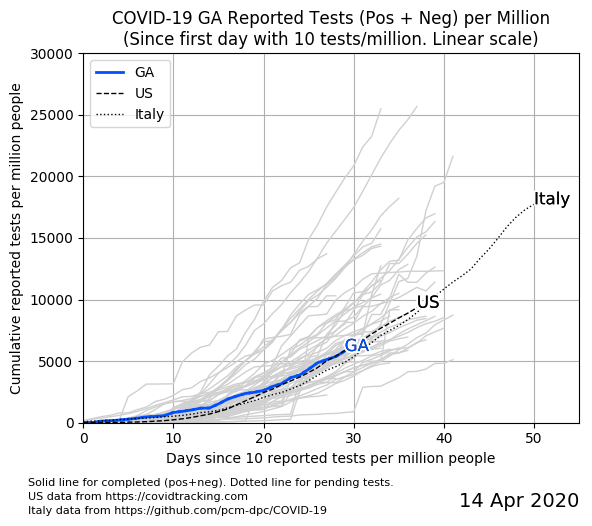 COVID-19 GA Reported Tests (Pos + Neg) per Million
(Since first day with 10 tests/million. Linear scale)
Cumulative reported tests per million people
30000
25000
20000
15000
10000
5000
0
GA
US
Italy
Italy
US
GA
0 10 20 30 40 50
Days since 10 reported tests per million people
Solid line for completed (pos+neg). Dotted line for pending tests.
US data from https://covidtracking.com
Italy data from https://github.com/pcm-dpc/COVID-19
14 Apr 2020